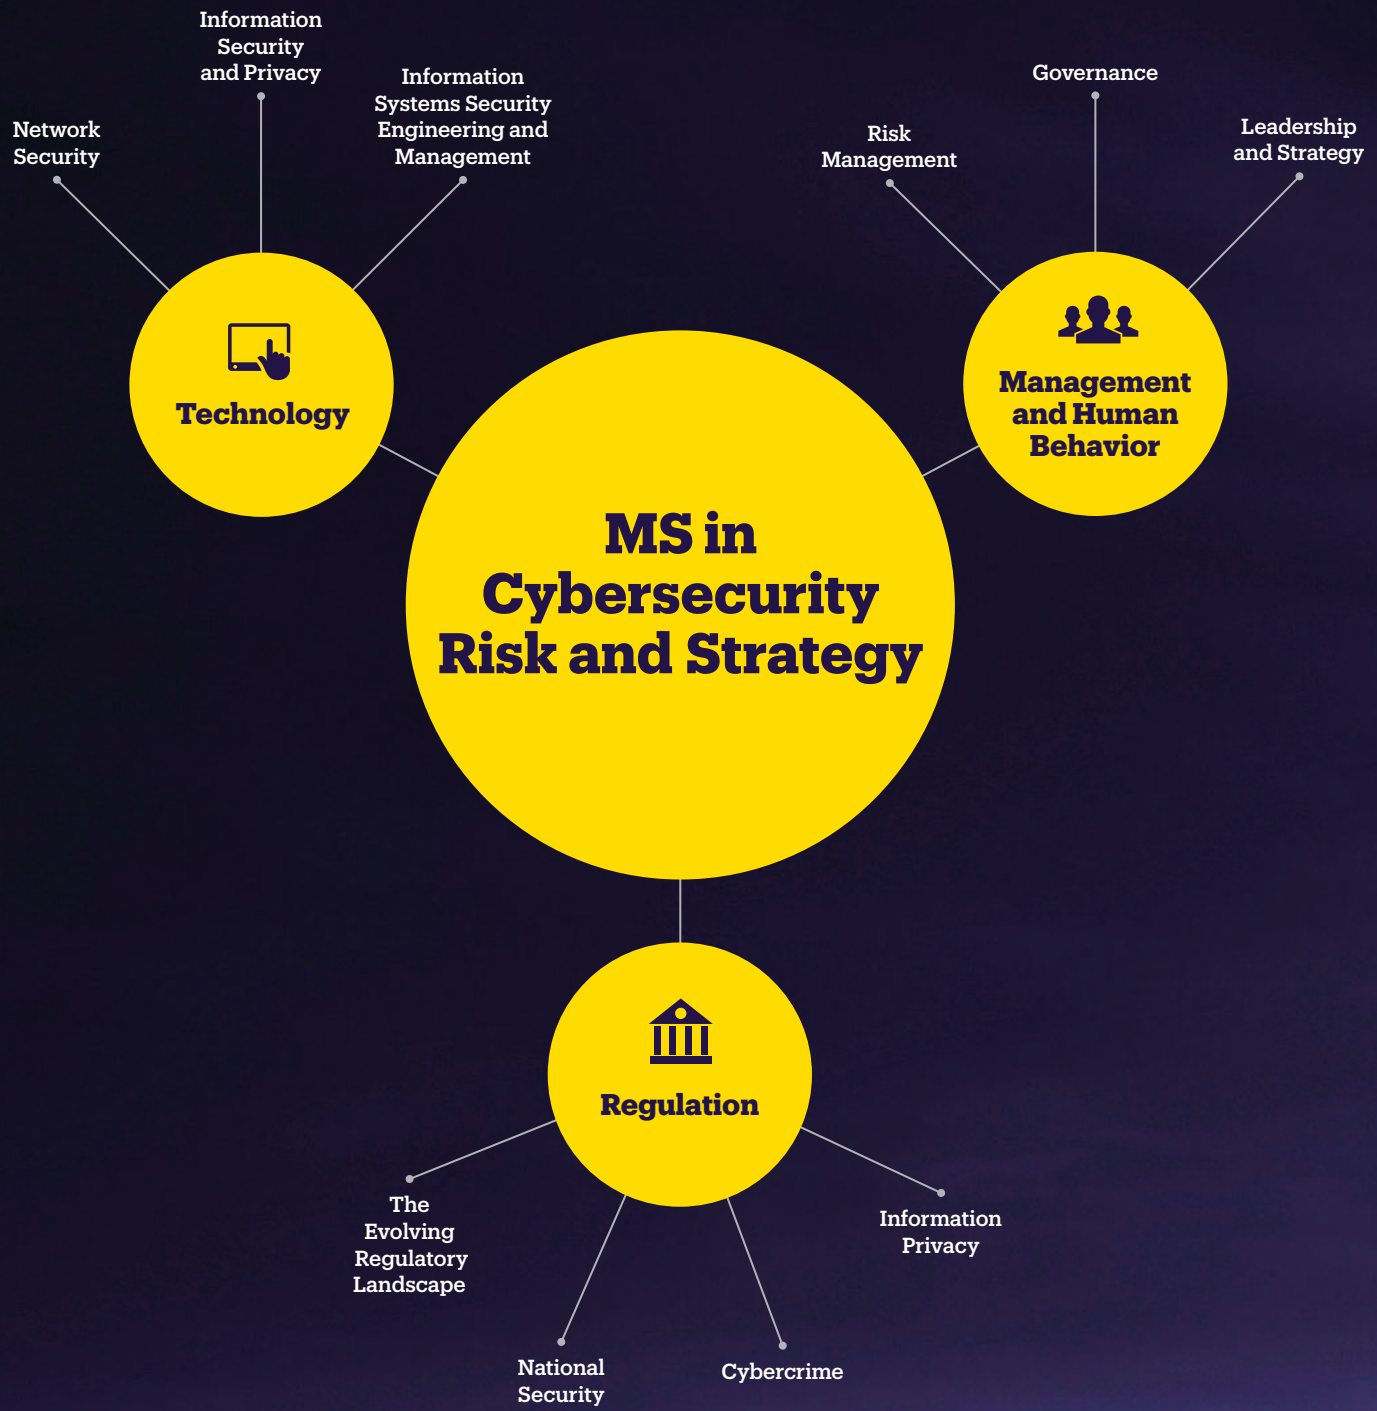 Information
Security
and Privacy
Network
Security
Information
Systems Security
Engineering and
Management
Technology
Governance
Risk
Management
Leadership
and Strategy
Management
and Human
Behavior
MS in
Cybersecurity
Risk and Strategy
Regulation
The
Evolving
Regulatory
Landscape
National
Security
Cybercrime
Information
Privacy